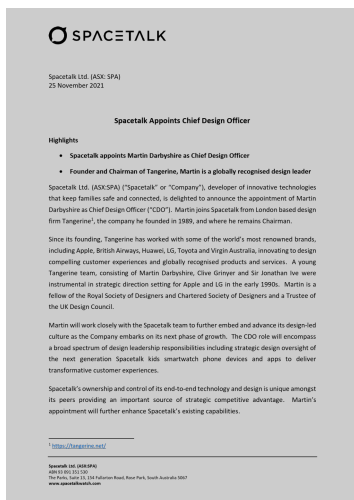 SPACETALK
Spacetalk Ltd. (ASX: SPA)
25 November 2021
Spacetalk Appoints Chief Design Officer
Highlights
• Spacetalk appoints Martin Darbyshire as Chief Design Officer
• Founder and Chairman of Tangerine, Martin is a globally recognised design leader
Spacetalk Ltd. (ASX:SPA) ("Spacetalk" or "Company"), developer of innovative technologies
that keep families safe and connected, is delighted to announce the appointment of Martin
Darbyshire as Chief Design Officer ("CDO"). Martin joins Spacetalk from London based design
firm Tangerine¹, the company he founded in 1989, and where he remains Chairman.
Since its founding, Tangerine has worked with some of the world's most renowned brands,
including Apple, British Airways, Huawei, LG, Toyota and Virgin Australia, innovating to design
compelling customer experiences and globally recognised products and services. A young
Tangerine team, consisting of Martin Darbyshire, Clive Grinyer and Sir Jonathan Ive were
instrumental in strategic direction setting for Apple and LG in the early 1990s. Martin is a
fellow of the Royal Society of Designers and Chartered Society of Designers and a Trustee of
the UK Design Council.
Martin will work closely with the Spacetalk team to further embed and advance its design-led
culture as the Company embarks on its next phase of growth. The CDO role will encompass
a broad spectrum of design leadership responsibilities including strategic design oversight of
the next generation Spacetalk kids smartwatch phone devices and apps to deliver
transformative customer experiences.
Spacetalk's ownership and control of its end-to-end technology and design is unique amongst
its peers providing an important source of strategic competitive advantage. Martin's
appointment will further enhance Spacetalk's existing capabilities.
¹ https://tangerine.net/
Spacetalk Ltd. (ASX:SPA)
ABN 93 091 351 530
The Parks, Suite 13, 154 Fullarton Road, Rose Park, South Australia 5067
www.spacetalkwatch.com